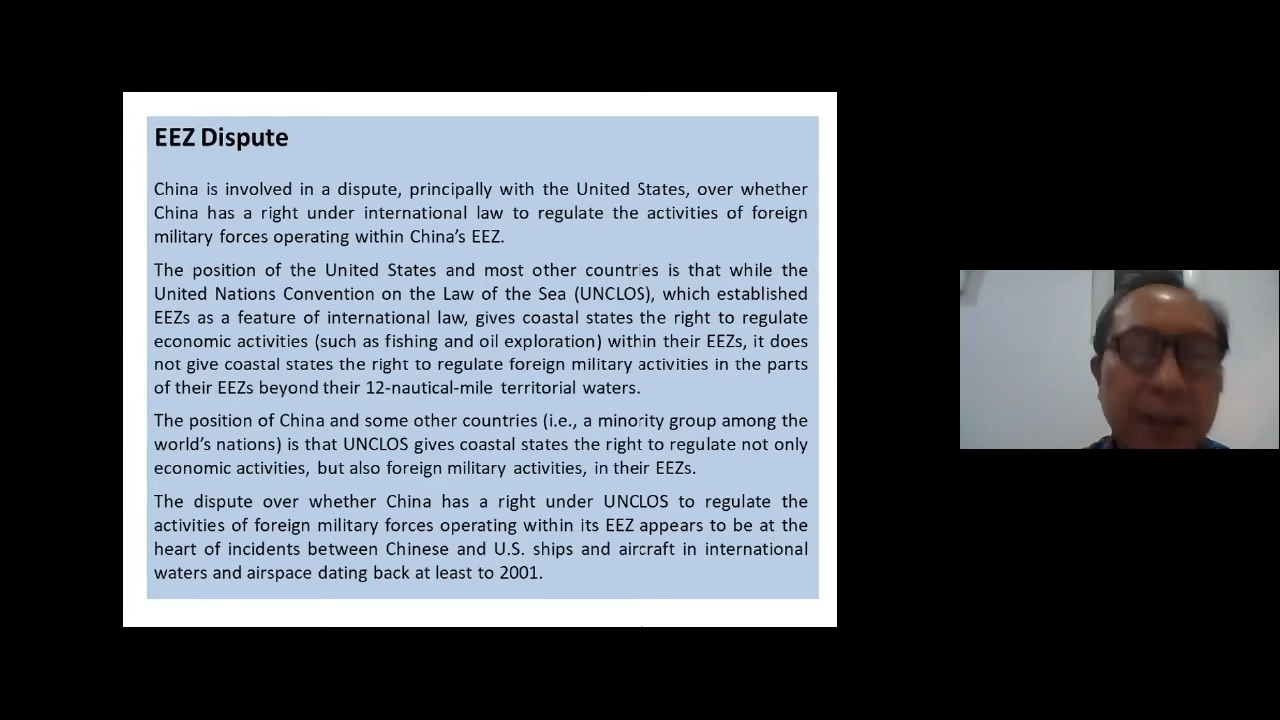 EEZ Dispute
China is involved in a dispute, principally with the United States, over whether
China has a right under international law to regulate the activities of foreign
military forces operating within China's EEZ.
The position of the United States and most other countries is that while the
United Nations Convention on the Law of the Sea (UNCLOS), which established
EEZs as a feature of international law, gives coastal states the right to regulate
economic activities (such as fishing and oil exploration) within their EEZs, it does
not give coastal states the right to regulate foreign military activities in the parts
of their EEZs beyond their 12-nautical-mile territorial waters.
The position of China and some other countries (i.e., a minority group among the
world's nations) is that UNCLOS gives coastal states the right to regulate not only
economic activities, but also foreign military activities, in their EEZs.
The dispute over whether China has a right under UNCLOS to regulate the
activities of foreign military forces operating within its EEZ appears to be at the
heart of incidents between Chinese and U.S. ships and aircraft in international
waters and airspace dating back at least to 2001.